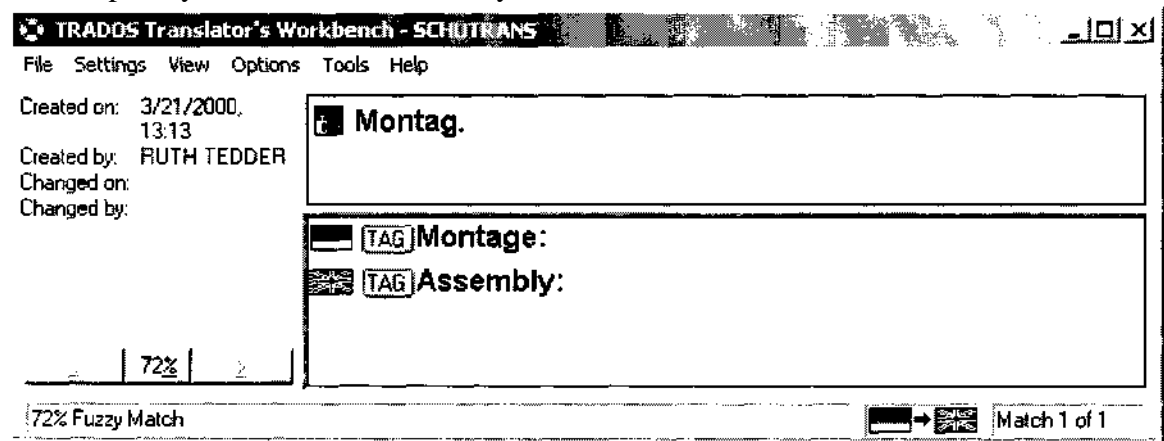 TRADOS Translator's Workbench - SCHUTRANS
File Settings View Options Tools Help
Created on: 3/21/2000,
13:13
Created by: RUTH TEDDER
Changed on:
Changed by:
Montag.
TAG Montage:
TAG Assembly:
72%
72% Fuzzy Match
Match 1 of 1